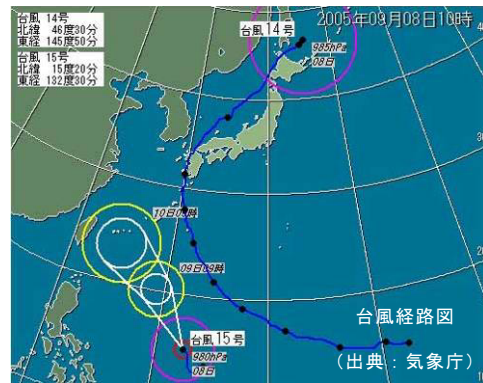 台風 14号
北緯 46度30分
東経 145度50分
台風 15号
北緯 15度20分
東経 132度30分
2005年09月08日10時
台風14号
985hPa
08日
10日09時
09日09時
台風15号
980hPa
08日
台風経路図
（出典：気象庁）
40
30
20